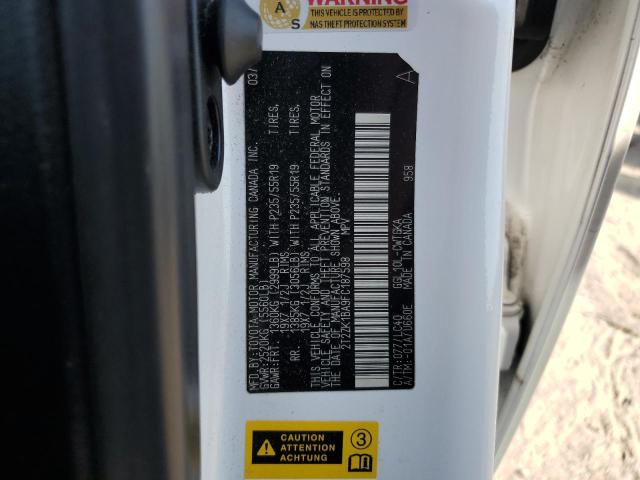 WARNING
THIS VEHICLE IS PROTECTED BY
NAS THEFT PROTECTION SYSTEM
A
S
MFD.BY:TOYOTA MOTOR MANUFACTURING CANADA INC.
GVWR:2520KG (5560LB)
GAWR:FRT. 1360KG (2999LB) WITH P235/55R19 TIRES,
19X7 1/2J RIMS
RR. 1385KG (3056LB) WITH P235/55R19 TIRES,
19X7 1/2J RIMS
THIS VEHICLE CONFORMS TO ALL APPLICABLE FEDERAL MOTOR
VEHICLE SAFETY AND THEFT PREVENTION STANDARDS IN EFFECT ON
THE DATE OF MANUFACTURE SHOWN ABOVE.
2T2ZK1BA9FC187598 MPV
C/TR:077/LC40 GGL10L-CWTGKA
A/TM:-01A/U660E MADE IN CANADA
958
A
CAUTION
ATTENTION
ACHTUNG
3